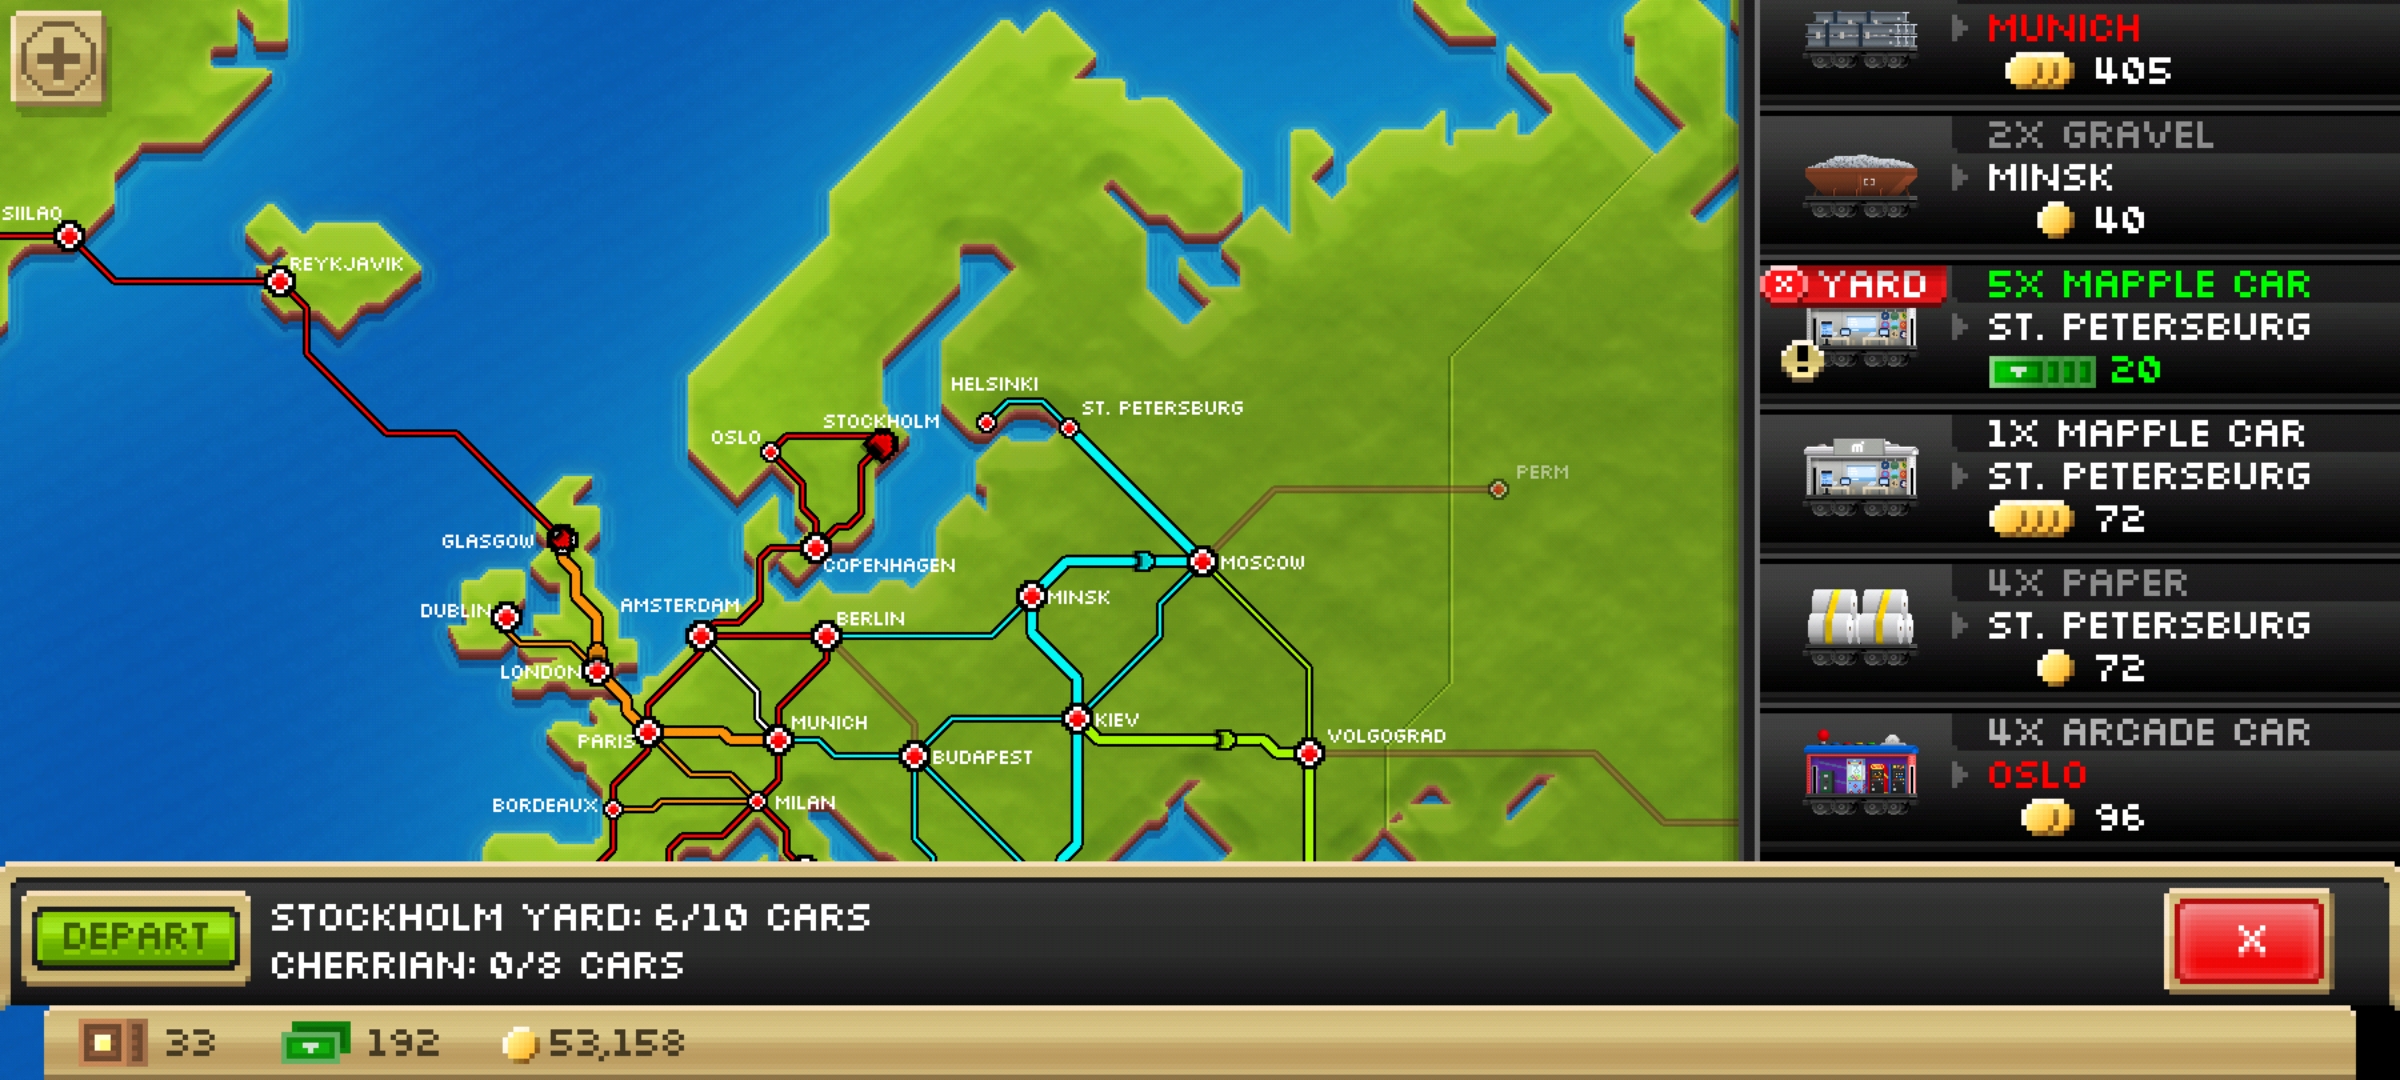 SIILAQ
REYKJAVIK
HELSINKI
ST. PETERSBURG
STOCKHOLM
OSLO
PERM
GLASGOW
COPENHAGEN
MOSCOW
DUBLIN
AMSTERDAM
MINSK
BERLIN
LONDON
PARIS
MUNICH
KIEV
VOLGOGRAD
BUDAPEST
BORDEAUX
MILAN
MUNICH
405
2X GRAVEL
MINSK
40
YARD
5X MAPPLE CAR
ST. PETERSBURG
20
1X MAPPLE CAR
m
ST. PETERSBURG
72
4X PAPER
ST. PETERSBURG
72
4X ARCADE CAR
OSLO
96
DEPART
STOCKHOLM YARD: 6/10 CARS
CHERRIAN: 0/8 CARS
X
33
192
53,158